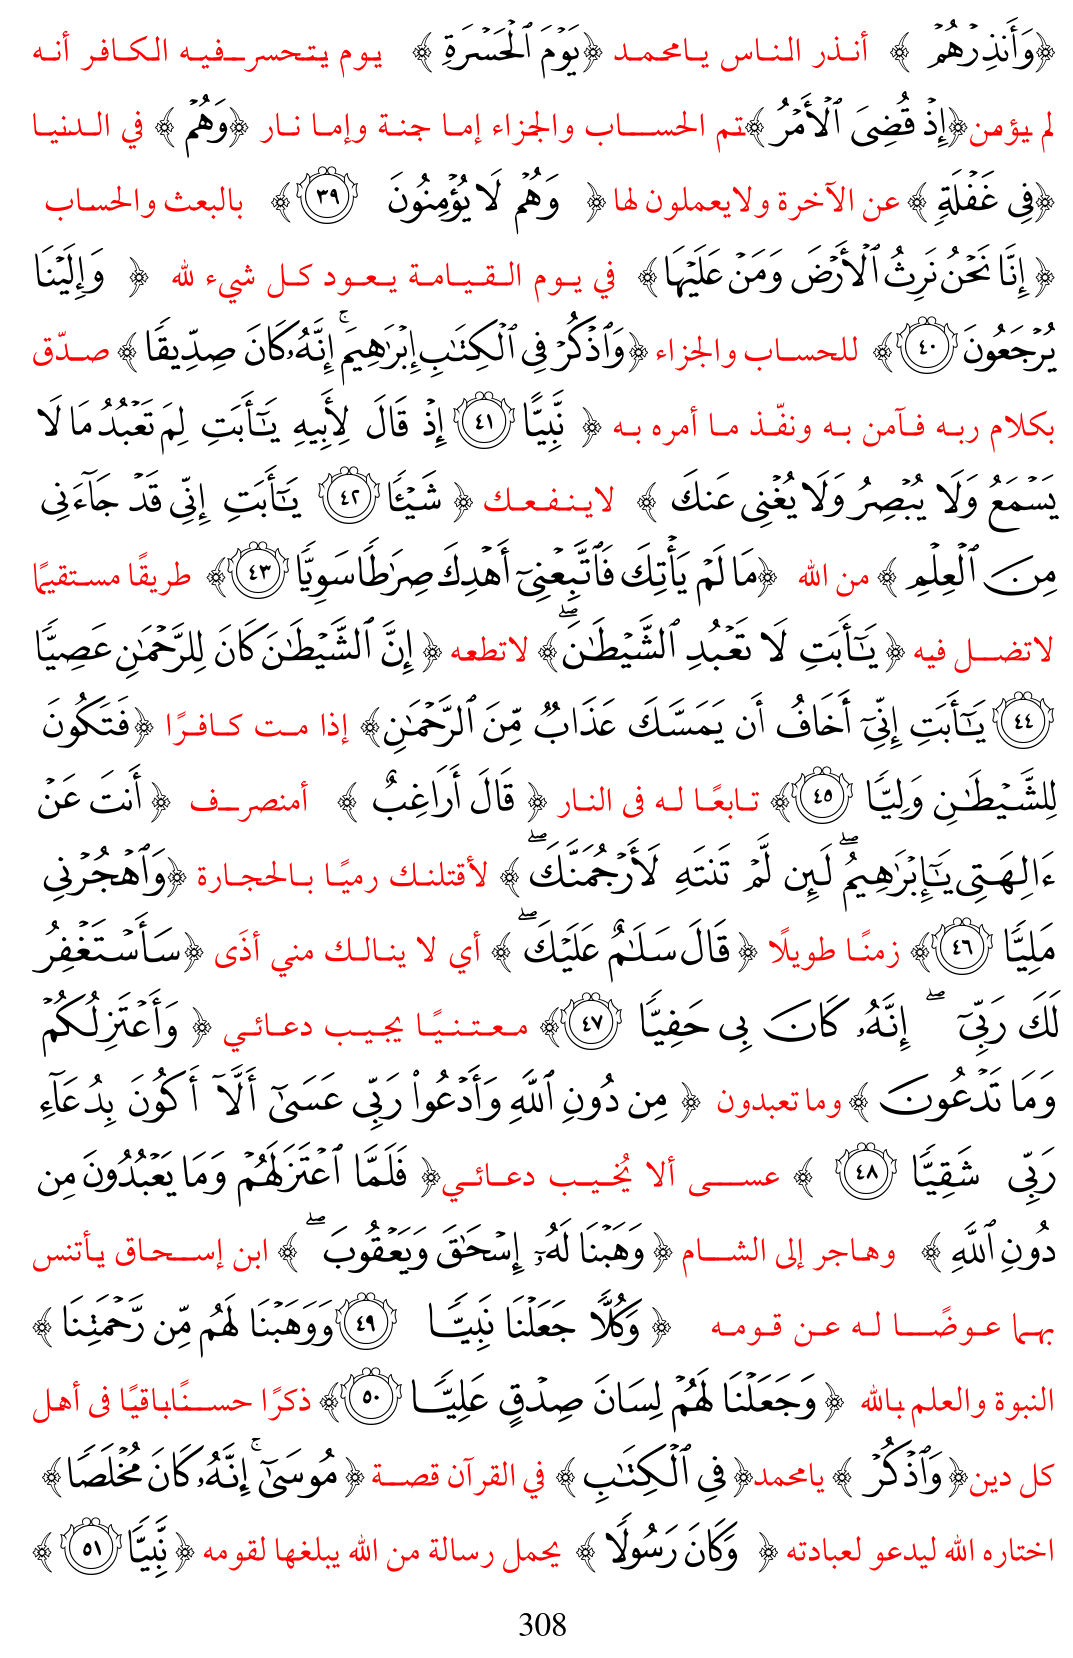 ﴿وَأَنذِرْهُمْ ﴾ أنذر الناس يامحمد ﴿يَوْمَ ٱلْحَسْرَةِ ﴾ يوم يتحسر فيه الكافر أنه
لم يؤمن﴿إِذْ قُضِىَ ٱلْأَمْرُ ﴾تم الحساب والجزاء إما جنة وإما نار ﴿وَهُمْ ﴾ في الدنيا
﴿فِى غَفْلَةٍ ﴾ عن الآخرة ولايعملون لها ﴿ وَهُمْ لَا يُؤْمِنُونَ ٣٩﴾ بالبعث والحساب
﴿ إِنَّا نَحْنُ نَرِثُ ٱلْأَرْضَ وَمَنْ عَلَيْهَا ﴾ في يوم القيامة يعود كل شيء لله ﴿ وَإِلَيْنَا
يُرْجَعُونَ ٤٠﴾ للحساب والجزاء ﴿وَٱذْكُرْ فِى ٱلْكِتَـٰبِ إِبْرَٰهِيمَ ۚ إِنَّهُۥ كَانَ صِدِّيقًا ﴾ صدّق
بكلام ربه فآمن به ونفّذ ما أمره به ﴿ نَّبِيًّا ٤١ إِذْ قَالَ لِأَبِيهِ يَـٰٓأَبَتِ لِمَ تَعْبُدُ مَا لَا
يَسْمَعُ وَلَا يُبْصِرُ وَلَا يُغْنِى عَنكَ ﴾ لاينفعك ﴿ شَيْـًٔا ٤٢ يَـٰٓأَبَتِ إِنِّى قَدْ جَآءَنِى
مِنَ ٱلْعِلْمِ ﴾ من الله ﴿مَا لَمْ يَأْتِكَ فَٱتَّبِعْنِىٓ أَهْدِكَ صِرَٰطًا سَوِيًّا ٤٣﴾ طريقًا مستقيمًا
لاتضل فيه ﴿ يَـٰٓأَبَتِ لَا تَعْبُدِ ٱلشَّيْطَـٰنَ ۖ﴾ لاتطعه ﴿ إِنَّ ٱلشَّيْطَـٰنَ كَانَ لِلرَّحْمَـٰنِ عَصِيًّا
٤٤ يَـٰٓأَبَتِ إِنِّىٓ أَخَافُ أَن يَمَسَّكَ عَذَابٌ مِّنَ ٱلرَّحْمَـٰنِ﴾ إذا مت كافرًا ﴿فَتَكُونَ
لِلشَّيْطَـٰنِ وَلِيًّا ٤٥﴾ تابعًا له فى النار ﴿ قَالَ أَرَاغِبٌ ﴾ أمنصرف ﴿ أَنتَ عَنْ
ءَالِهَتِى يَـٰٓإِبْرَٰهِيمُ ۖ لَئِن لَّمْ تَنتَهِ لَأَرْجُمَنَّكَ ۖ ﴾ لأقتلنك رميًا بالحجارة ﴿وَٱهْجُرْنِى
مَلِيًّا ٤٦﴾ زمنًا طويلًا ﴿ قَالَ سَلَـٰمٌ عَلَيْكَ ۖ ﴾ أي لا ينالك مني أذَى ﴿سَأَسْتَغْفِرُ
لَكَ رَبِّىٓ ۖ إِنَّهُۥ كَانَ بِى حَفِيًّا ٤٧﴾ معتنيًا يجيب دعائي ﴿ وَأَعْتَزِلُكُمْ
وَمَا تَدْعُونَ ﴾ وما تعبدون ﴿ مِن دُونِ ٱللَّهِ وَأَدْعُوا۟ رَبِّى عَسَىٰٓ أَلَّآ أَكُونَ بِدُعَآءِ
رَبِّى شَقِيًّا ٤٨ ﴾ عسى ألا يُخيب دعائي﴿ فَلَمَّا ٱعْتَزَلَهُمْ وَمَا يَعْبُدُونَ مِن
دُونِ ٱللَّهِ ﴾ وهاجر إلى الشام ﴿ وَهَبْنَا لَهُۥٓ إِسْحَـٰقَ وَيَعْقُوبَ ۖ ﴾ ابن إسحاق يأتنس
بهما عوضًا له عن قومه ﴿ وَكُلًّا جَعَلْنَا نَبِيًّا ٤٩ وَوَهَبْنَا لَهُم مِّن رَّحْمَتِنَا ﴾
النبوة والعلم بالله ﴿ وَجَعَلْنَا لَهُمْ لِسَانَ صِدْقٍ عَلِيًّا ٥٠﴾ ذكرًا حسنًاباقيًا فى أهل
كل دين﴿وَٱذْكُرْ ﴾ يامحمد﴿فِى ٱلْكِتَـٰبِ ﴾ في القرآن قصة ﴿ مُوسَىٰٓ ۚ إِنَّهُۥ كَانَ مُخْلَصًا﴾
اختاره الله ليدعو لعبادته ﴿ وَكَانَ رَسُولًا ﴾ يحمل رسالة من الله يبلغها لقومه ﴿ نَّبِيًّا ٥١ ﴾
308